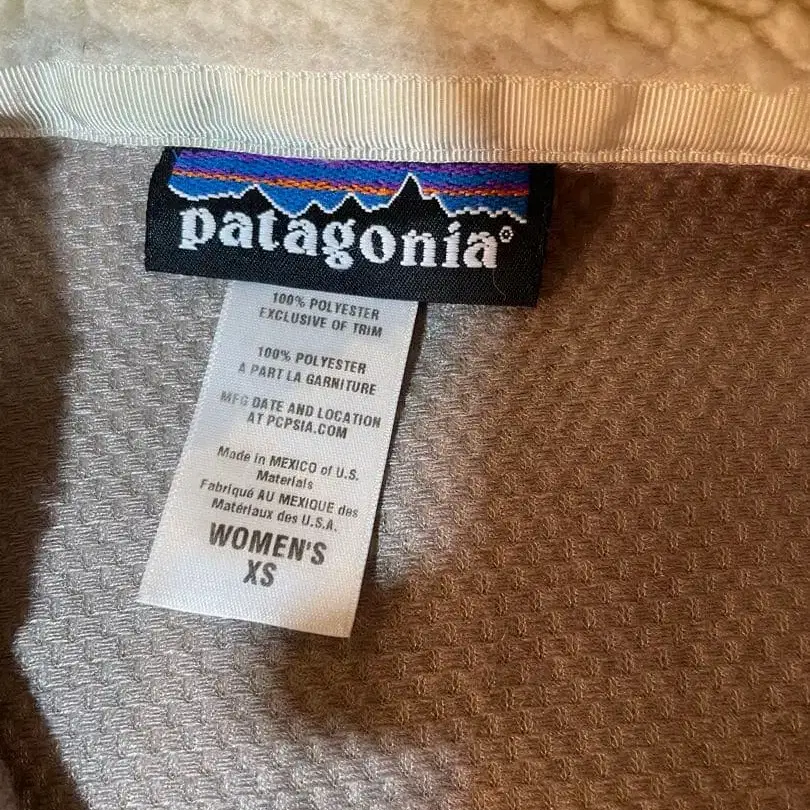 patagonia®
100% POLYESTER
EXCLUSIVE OF TRIM
100% POLYESTER
A PART LA GARNITURE
MFG DATE AND LOCATION
AT PCPSIA.COM
Made in MEXICO of U.S.
Materials
Fabriqué AU MEXIQUE des
Matériaux des U.S.A.
WOMEN'S
XS